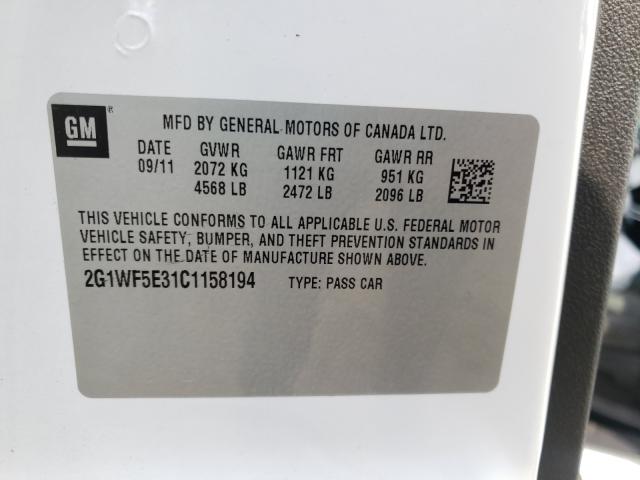 GM®
MFD BY GENERAL MOTORS OF CANADA LTD.
DATE GVWR GAWR FRT GAWR RR
09/11 2072 KG 1121 KG 951 KG
4568 LB 2472 LB 2096 LB
THIS VEHICLE CONFORMS TO ALL APPLICABLE U.S. FEDERAL MOTOR
VEHICLE SAFETY, BUMPER, AND THEFT PREVENTION STANDARDS IN
EFFECT ON THE DATE OF MANUFACTURE SHOWN ABOVE.
2G1WF5E31C1158194 TYPE: PASS CAR